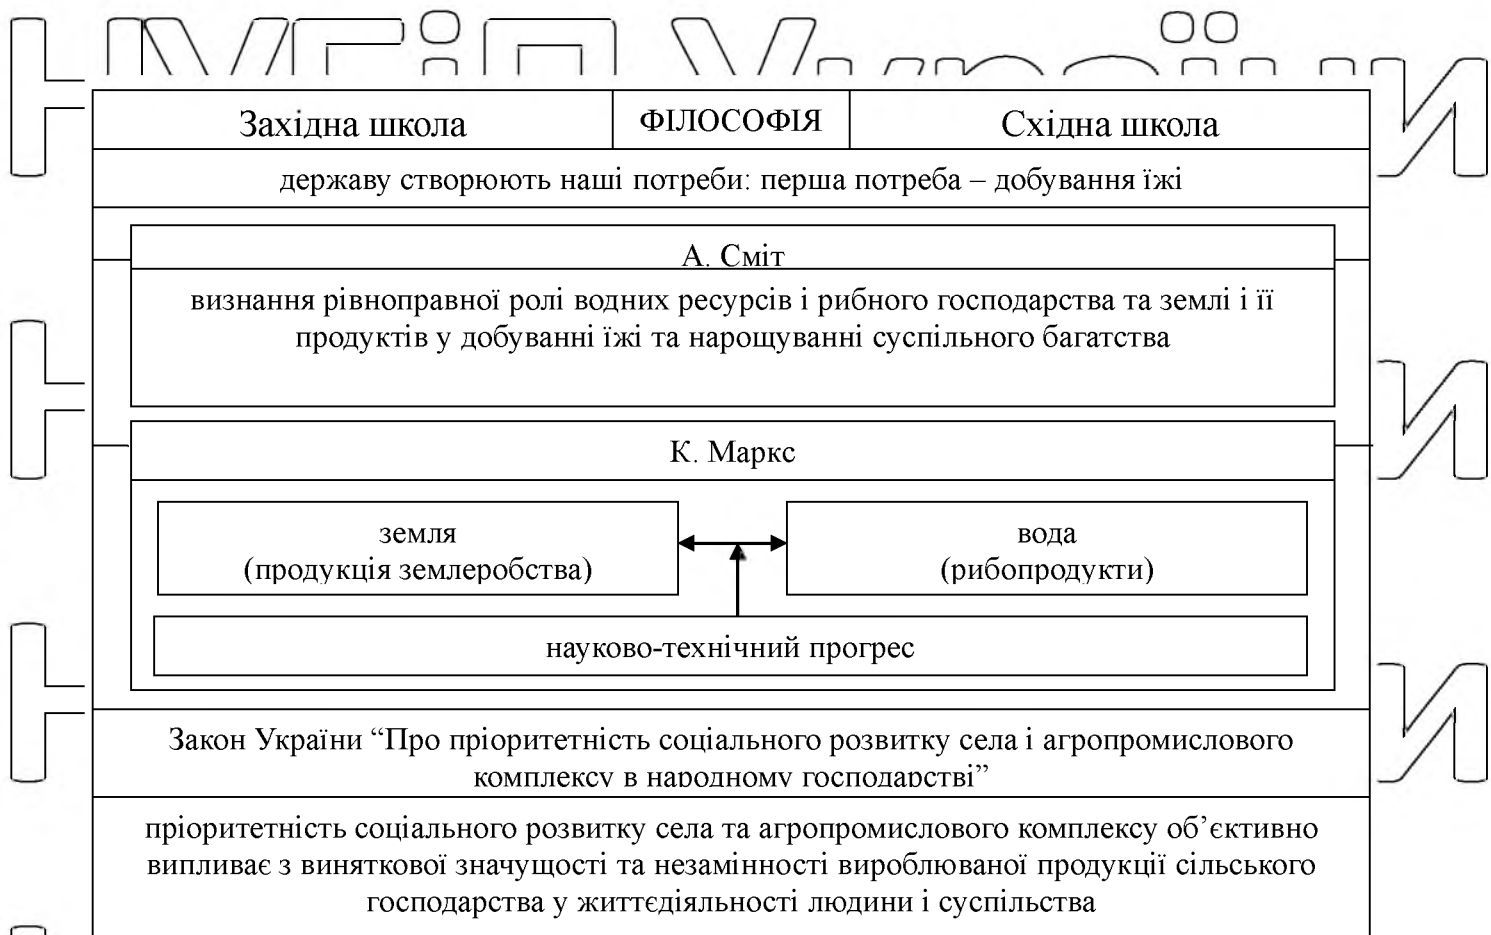 НУБіП України
Західна школа
ФІЛОСОФІЯ
Східна школа
державу створюють наші потреби: перша потреба – добування їжі
А. Сміт
визнання рівноправної ролі водних ресурсів і рибного господарства та землі і її
продуктів у добуванні їжі та нарощуванні суспільного багатства
К. Маркс
земля
(продукція землеробства)
вода
(рибопродукти)
науково-технічний прогрес
Закон України “Про пріоритетність соціального розвитку села і агропромислового
комплексу в народному господарстві”
пріоритетність соціального розвитку села та агропромислового комплексу об’єктивно
випливає з виняткової значущості та незамінності вироблюваної продукції сільського
господарства у життєдіяльності людини і суспільства